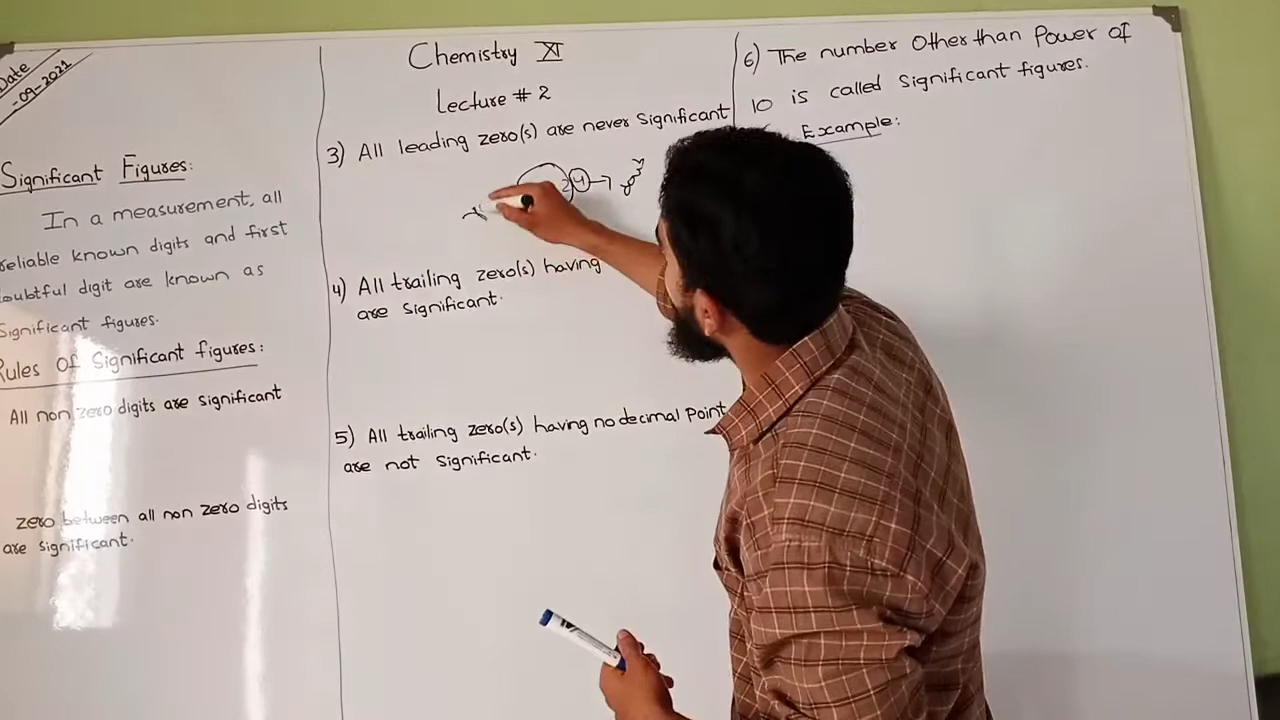 Date
-09-2021
Significant Figures:
In a measurement, all
reliable known digits and first
doubtful digit are known as
Significant figures.
Rules Of Significant figures:
All non zero digits are significant
zero between all non zero digits
are significant.
Chemistry XI
Lecture # 2
3) All leading zero(s) are never Significant
24
4) All trailing zero(s) having
are Significant.
5) All trailing zero(s) having no decimal Point
are not Significant.
6) The number Other than Power of
10 is called Significant figures.
Example: